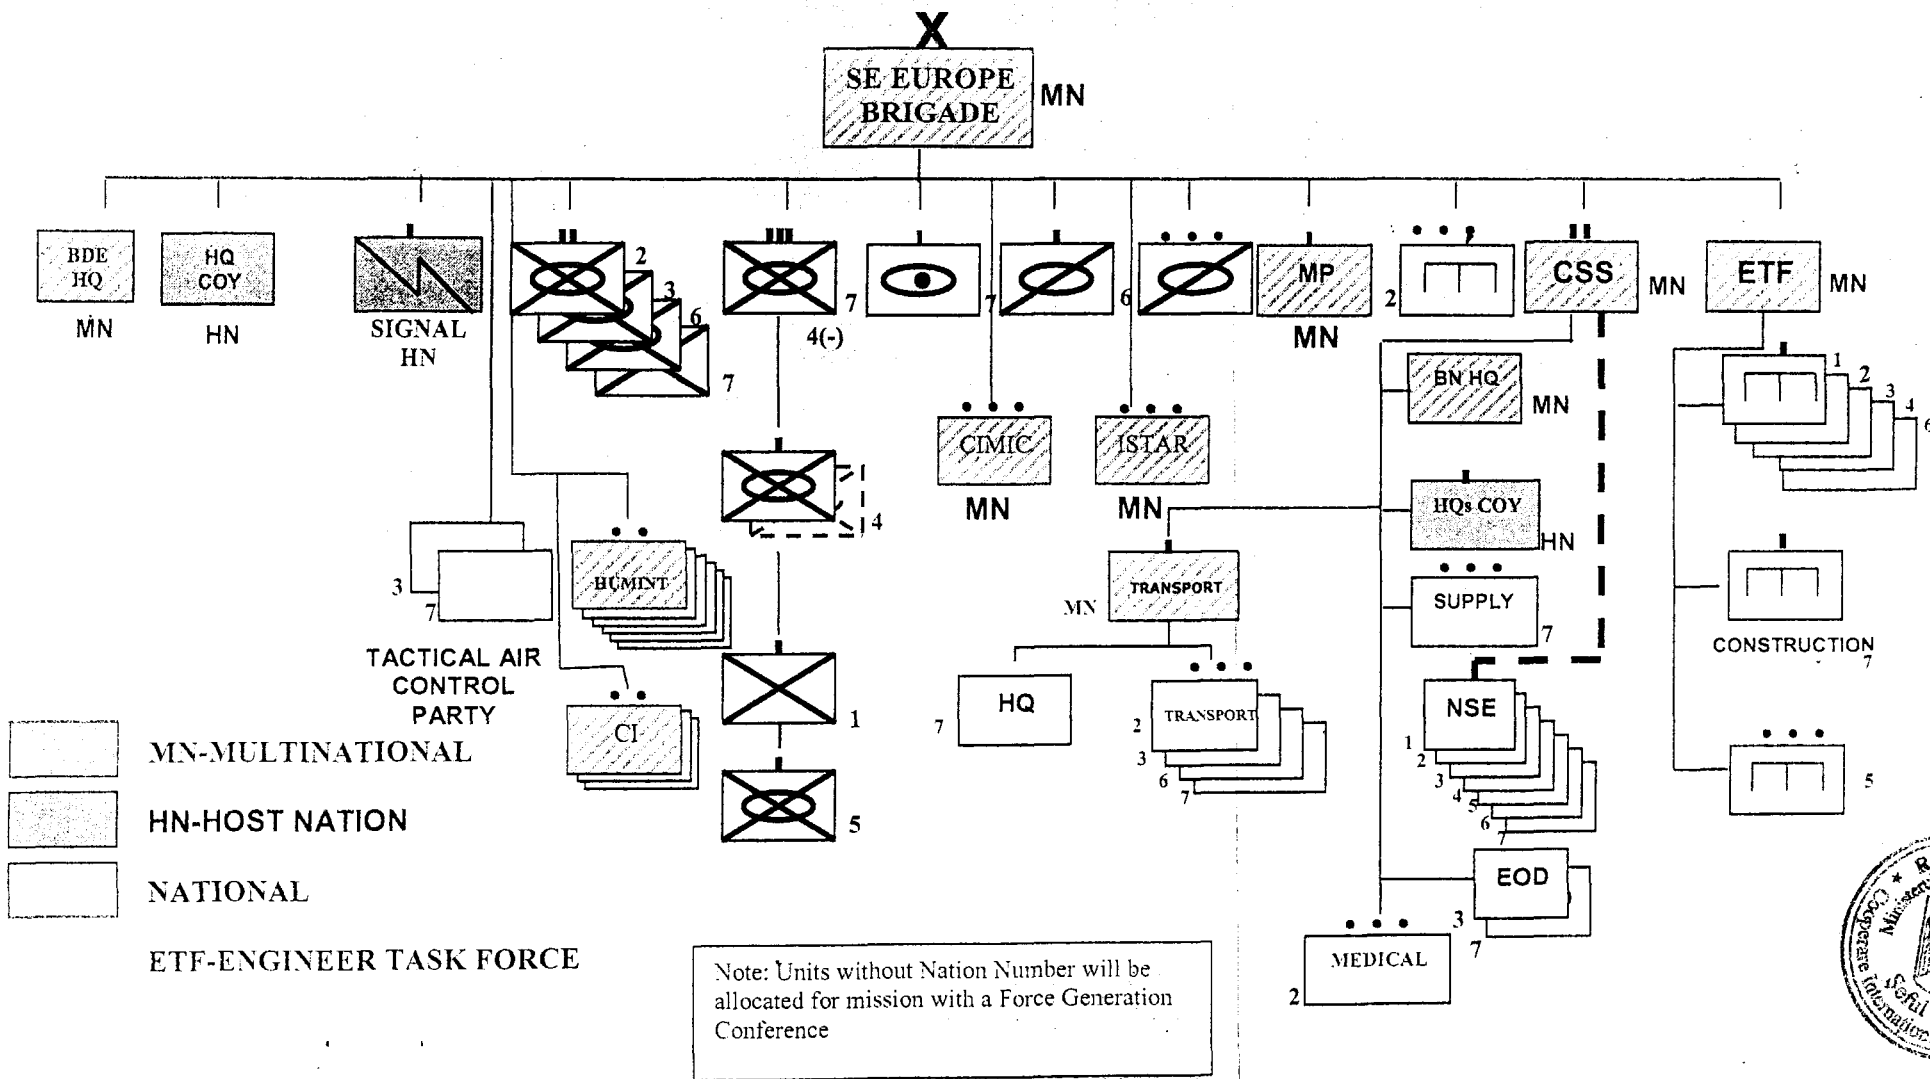 X
SE EUROPE
BRIGADE
MN
BDE
HQ
MN
HQ
COY
HN
SIGNAL
HN
2
3
6
7
7
4(-)
7
6
MP
MN
2
CSS
MN
ETF
MN
4
1
5
CIMIC
MN
ISTAR
MN
3
7
TACTICAL AIR
CONTROL
PARTY
HUMINT
CI
TRANSPORT
MN
HQ
7
TRANSPORT
2
3
6
7
BN HQ
MN
HQs COY
HN
SUPPLY
7
NSE
1
2
3
4
5
6
7
EOD
3
7
MEDICAL
2
1
2
3
4
6
CONSTRUCTION
7
5
MN-MULTINATIONAL
HN-HOST NATION
NATIONAL
ETF-ENGINEER TASK FORCE
Note: Units without Nation Number will be
allocated for mission with a Force Generation
Conference